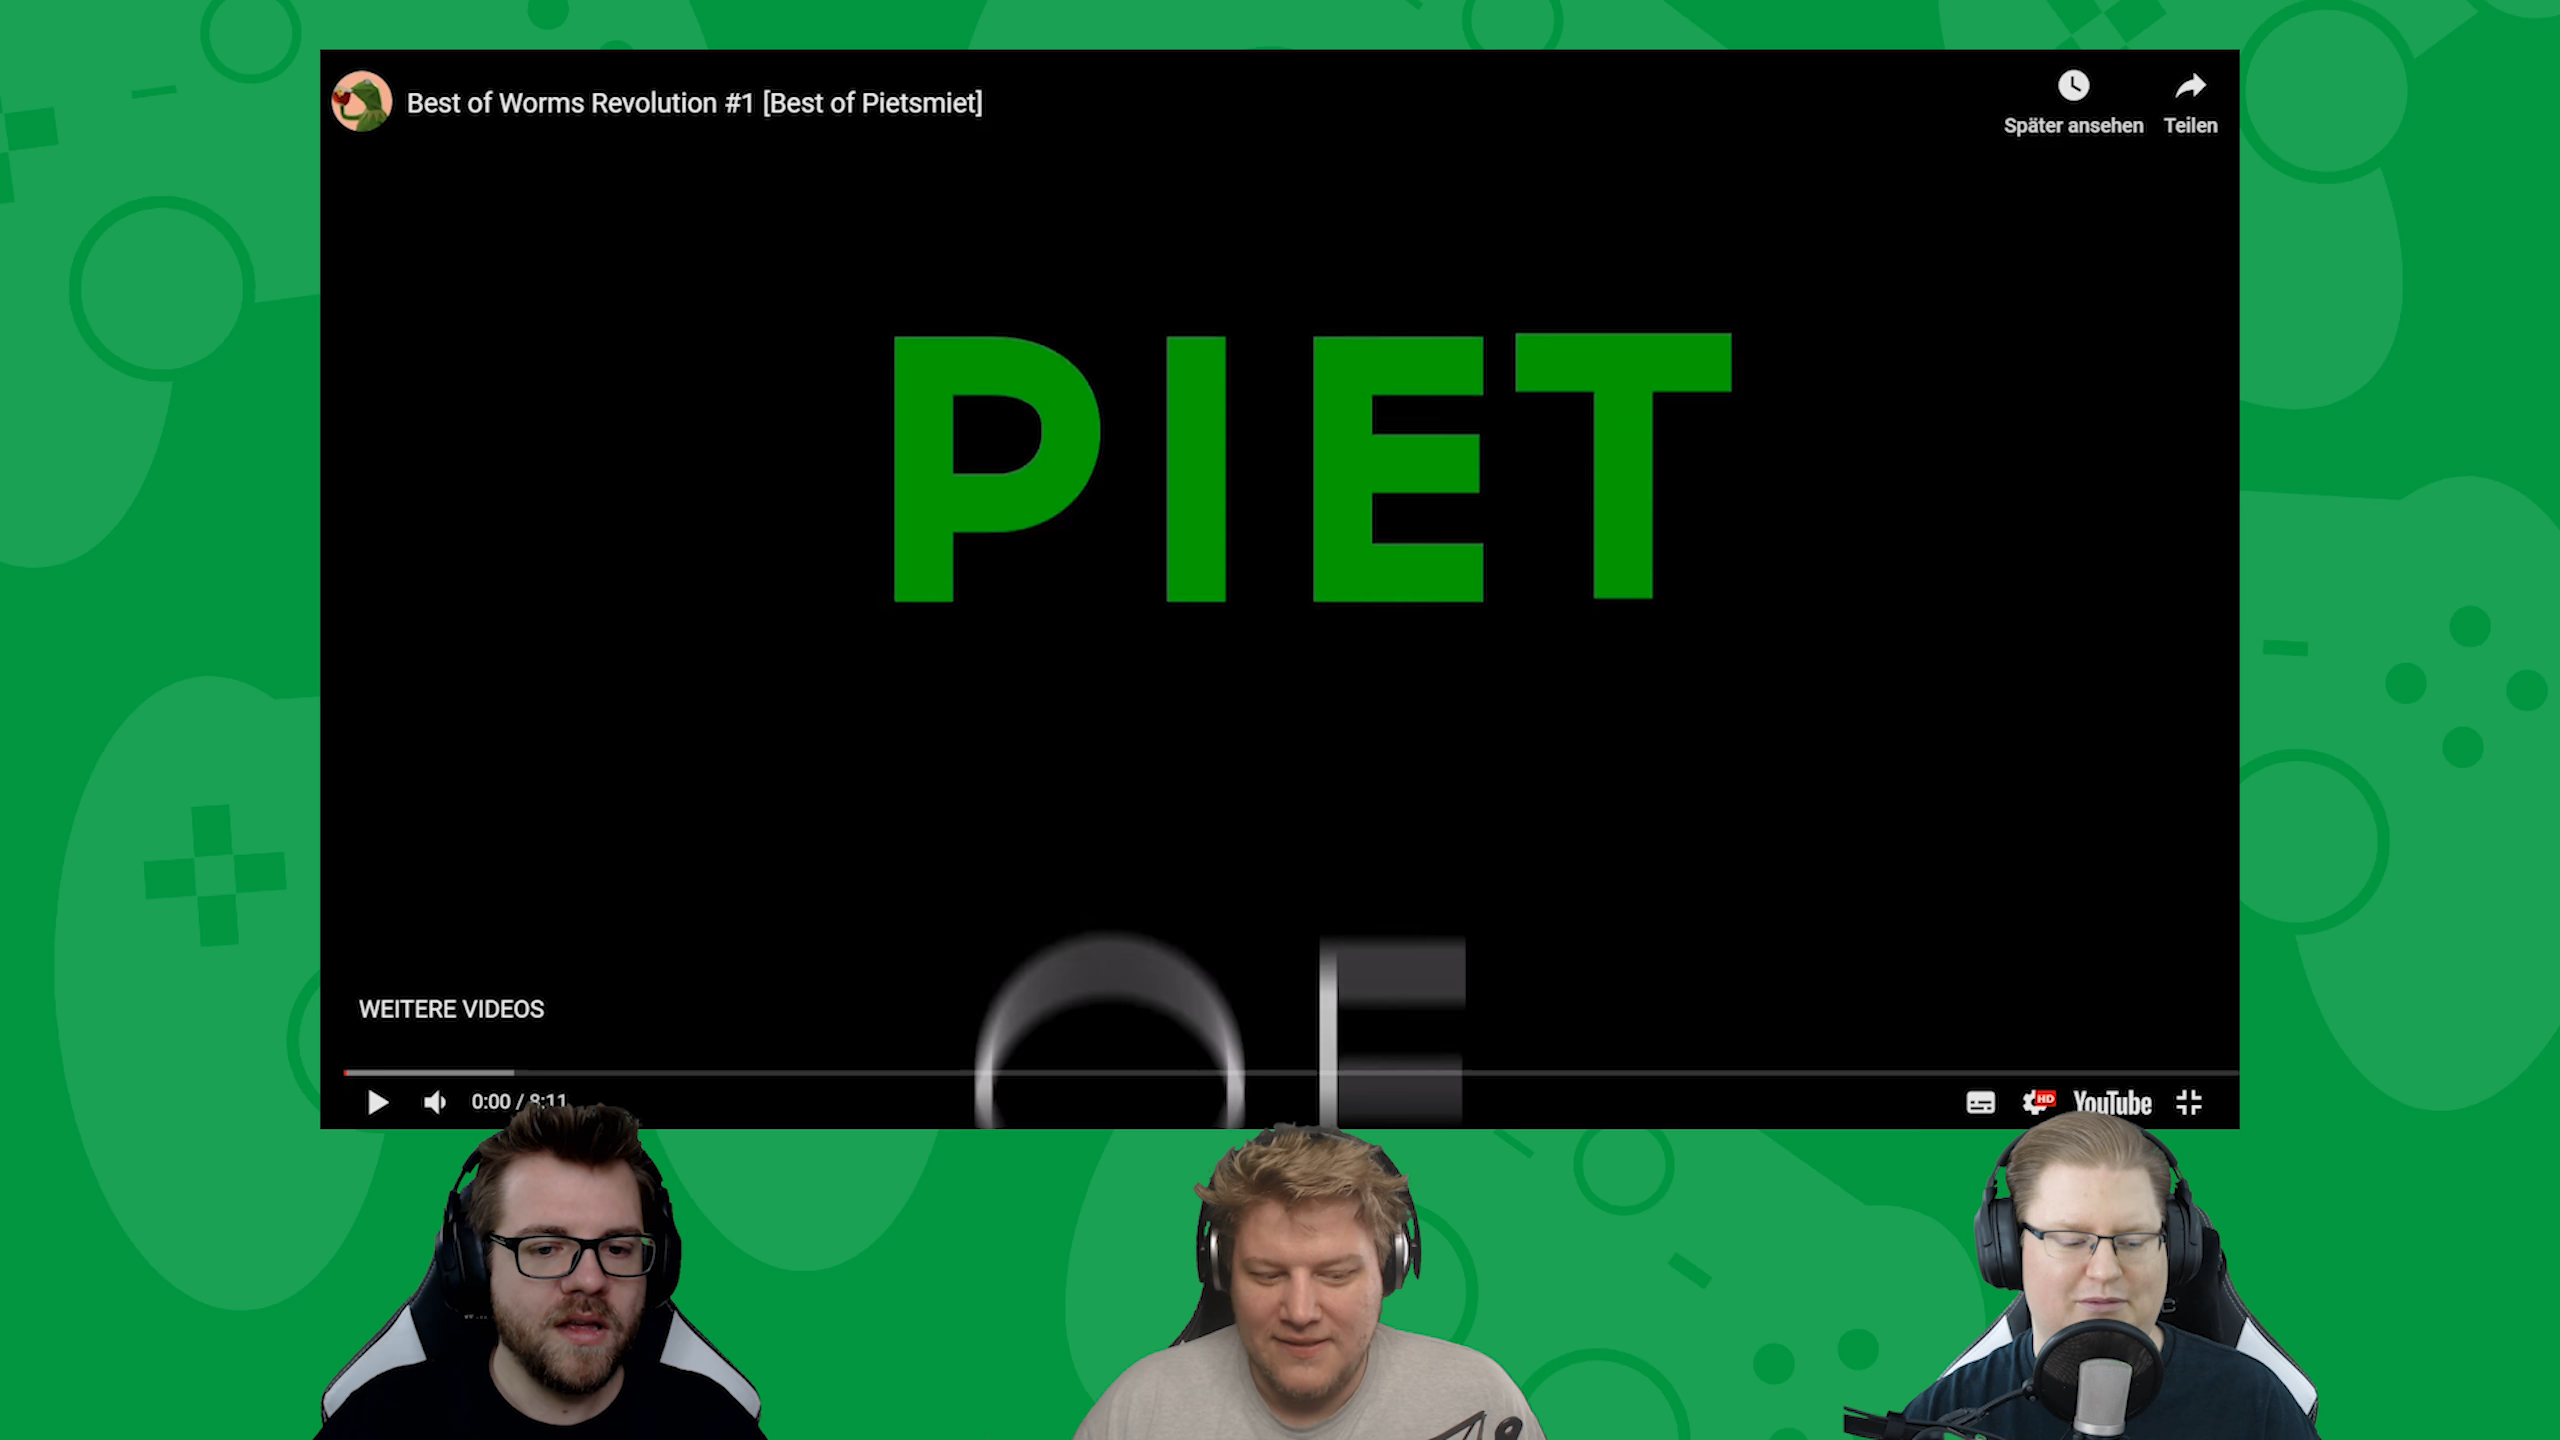 Best of Worms Revolution #1 [Best of Pietsmiet]
Später ansehen
Teilen
PIET
WEITERE VIDEOS
0:00 / 8:11
HD
YouTube